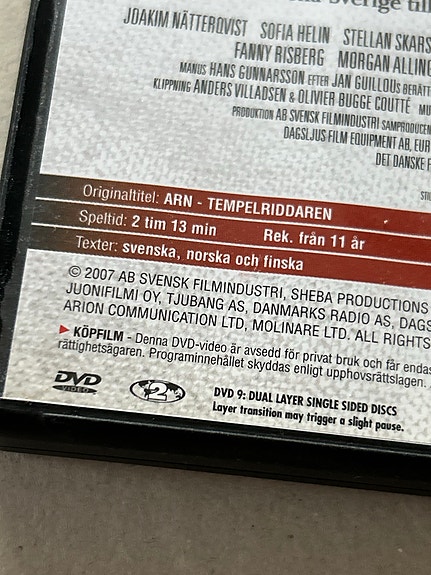 Sverige till
JOAKIM NÄTTERQVIST SOFIA HELIN STELLAN SKARS
FANNY RISBERG MORGAN ALLING
MANUS HANS GUNNARSSON EFTER JAN GUILLOUS BERÄTT
KLIPPNING ANDERS VILLADSEN & OLIVIER BUGGE COUTTÉ MU
PRODUKTION AB SVENSK FILMINDUSTRI SAMPRODUCEN
DAGSLJUS FILM EQUIPMENT AB, EUR
DET DANSKE F
Originaltitel: ARN - TEMPELRIDDAREN
Speltid: 2 tim 13 min Rek. från 11 år
Texter: svenska, norska och finska
© 2007 AB SVENSK FILMINDUSTRI, SHEBA PRODUCTIONS
JUONIFILMI OY, TJUBANG AS, DANMARKS RADIO AS, DAGS
ARION COMMUNICATION LTD, MOLINARE LTD. ALL RIGHTS
KÖPFILM - Denna DVD-video är avsedd för privat bruk och får endas
rättighetsägaren. Programinnehållet skyddas enligt upphovsrättslagen.
DVD VIDEO 2 DVD 9: DUAL LAYER SINGLE SIDED DISCS
Layer transition may trigger a slight pause.